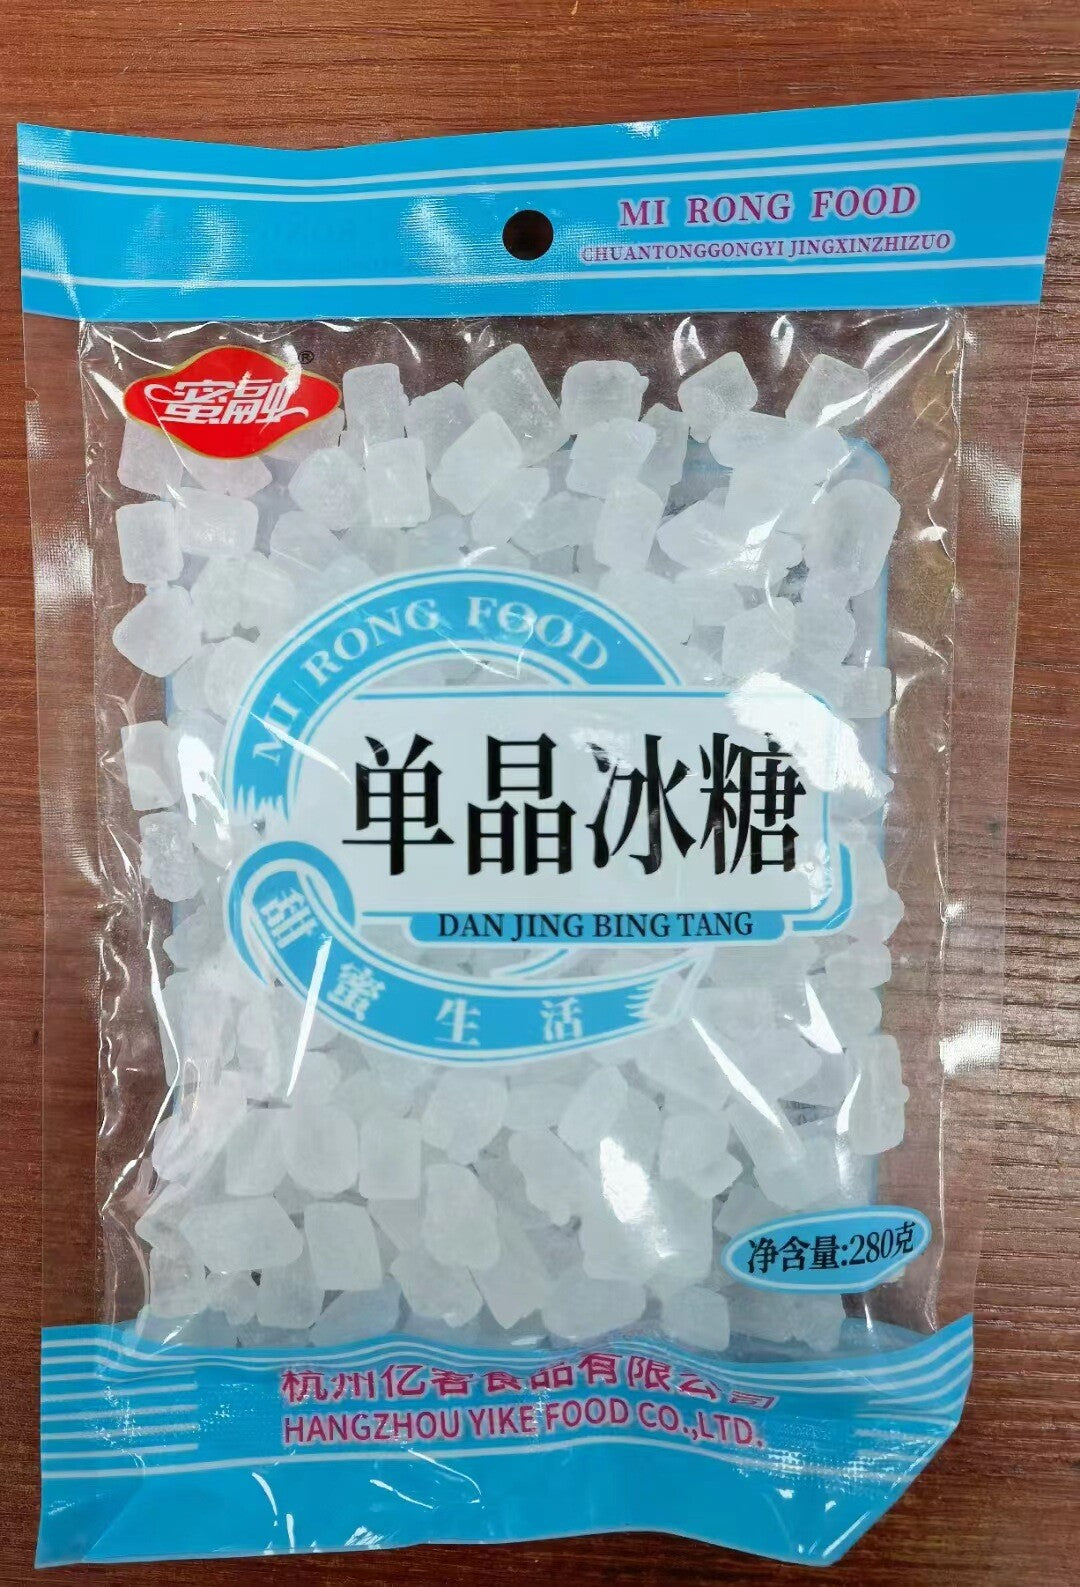 MI RONG FOOD
CHUANTONGGONGYI JINGXINZHIZUO
蜜融®
MI RONG FOOD
单晶冰糖
DAN JING BING TANG
甜蜜生活
净含量:280克
杭州亿客食品有限公司
HANGZHOU YIKE FOOD CO.,LTD.